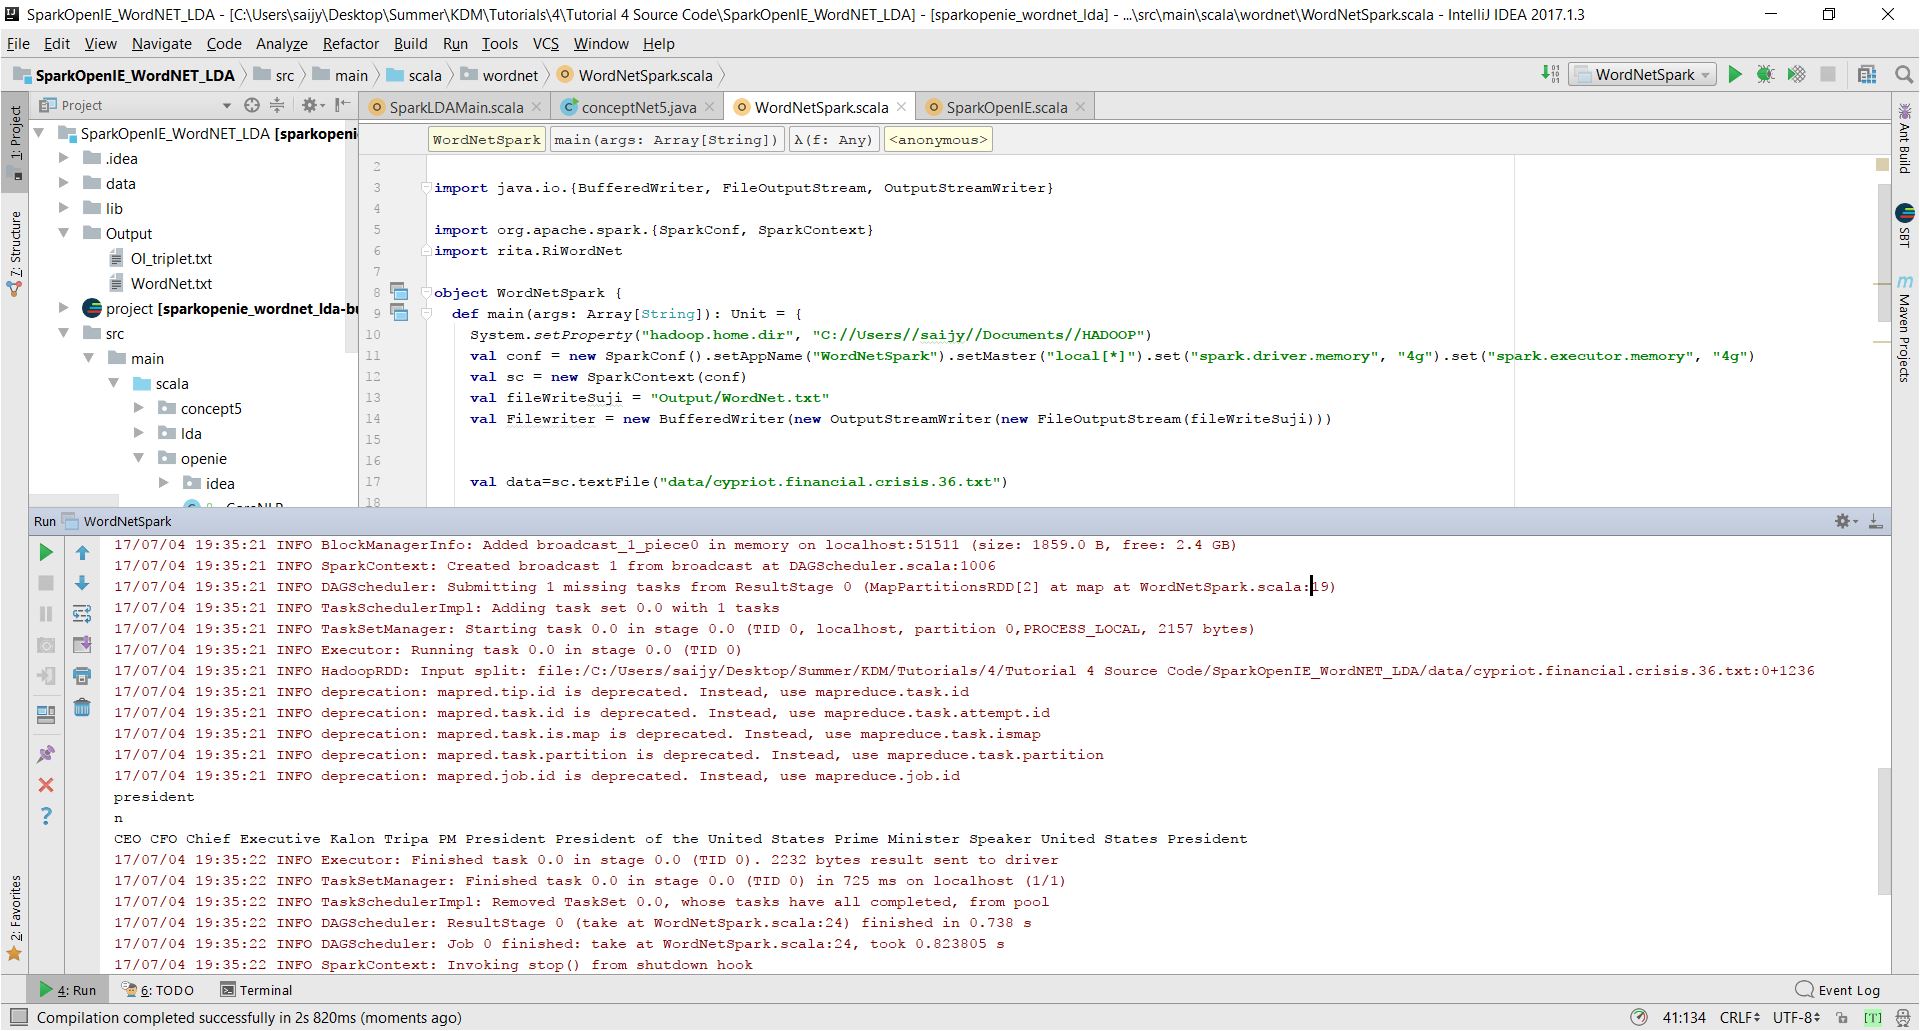 SparkOpenIE_WordNET_LDA - [C:\Users\saijy\Desktop\Summer\KDM\Tutorials\4\Tutorial 4 Source Code\SparkOpenIE_WordNET_LDA] - [sparkopenie_wordnet_lda] - ...\src\main\scala\wordnet\WordNetSpark.scala - IntelliJ IDEA 2017.1.3
File Edit View Navigate Code Analyze Refactor Build Run Tools VCS Window Help
SparkOpenIE_WordNET_LDA src main scala wordnet WordNetSpark.scala WordNetSpark
Project
SparkLDAMain.scala conceptNet5.java WordNetSpark.scala SparkOpenIE.scala
1: Project
7: Structure
2: Favorites
SparkOpenIE_WordNET_LDA [sparkopenie
.idea
data
lib
Output
OI_triplet.txt
WordNet.txt
project [sparkopenie_wordnet_lda-bu
src
main
scala
concept5
lda
openie
idea
CoreNLP
WordNetSpark main(args: Array[String]) λ(f: Any) <anonymous>
2
3 import java.io.{BufferedWriter, FileOutputStream, OutputStreamWriter}
4
5 import org.apache.spark.{SparkConf, SparkContext}
6 import rita.RiWordNet
7
8 object WordNetSpark {
9 def main(args: Array[String]): Unit = {
10 System.setProperty("hadoop.home.dir", "C://Users//saijy//Documents//HADOOP")
11 val conf = new SparkConf().setAppName("WordNetSpark").setMaster("local[*]").set("spark.driver.memory", "4g").set("spark.executor.memory", "4g")
12 val sc = new SparkContext(conf)
13 val fileWriteSuji = "Output/WordNet.txt"
14 val Filewriter = new BufferedWriter(new OutputStreamWriter(new FileOutputStream(fileWriteSuji)))
15
16
17 val data=sc.textFile("data/cypriot.financial.crisis.36.txt")
18
Ant Build
SBT
m Maven Projects
Run WordNetSpark
17/07/04 19:35:21 INFO BlockManagerInfo: Added broadcast_1_piece0 in memory on localhost:51511 (size: 1859.0 B, free: 2.4 GB)
17/07/04 19:35:21 INFO SparkContext: Created broadcast 1 from broadcast at DAGScheduler.scala:1006
17/07/04 19:35:21 INFO DAGScheduler: Submitting 1 missing tasks from ResultStage 0 (MapPartitionsRDD[2] at map at WordNetSpark.scala:19)
17/07/04 19:35:21 INFO TaskSchedulerImpl: Adding task set 0.0 with 1 tasks
17/07/04 19:35:21 INFO TaskSetManager: Starting task 0.0 in stage 0.0 (TID 0, localhost, partition 0,PROCESS_LOCAL, 2157 bytes)
17/07/04 19:35:21 INFO Executor: Running task 0.0 in stage 0.0 (TID 0)
17/07/04 19:35:21 INFO HadoopRDD: Input split: file:/C:/Users/saijy/Desktop/Summer/KDM/Tutorials/4/Tutorial 4 Source Code/SparkOpenIE_WordNET_LDA/data/cypriot.financial.crisis.36.txt:0+1236
17/07/04 19:35:21 INFO deprecation: mapred.tip.id is deprecated. Instead, use mapreduce.task.id
17/07/04 19:35:21 INFO deprecation: mapred.task.id is deprecated. Instead, use mapreduce.task.attempt.id
17/07/04 19:35:21 INFO deprecation: mapred.task.is.map is deprecated. Instead, use mapreduce.task.ismap
17/07/04 19:35:21 INFO deprecation: mapred.task.partition is deprecated. Instead, use mapreduce.task.partition
17/07/04 19:35:21 INFO deprecation: mapred.job.id is deprecated. Instead, use mapreduce.job.id
president
n
CEO CFO Chief Executive Kalon Tripa PM President President of the United States Prime Minister Speaker United States President
17/07/04 19:35:22 INFO Executor: Finished task 0.0 in stage 0.0 (TID 0). 2232 bytes result sent to driver
17/07/04 19:35:22 INFO TaskSetManager: Finished task 0.0 in stage 0.0 (TID 0) in 725 ms on localhost (1/1)
17/07/04 19:35:22 INFO TaskSchedulerImpl: Removed TaskSet 0.0, whose tasks have all completed, from pool
17/07/04 19:35:22 INFO DAGScheduler: ResultStage 0 (take at WordNetSpark.scala:24) finished in 0.738 s
17/07/04 19:35:22 INFO DAGScheduler: Job 0 finished: take at WordNetSpark.scala:24, took 0.823805 s
17/07/04 19:35:22 INFO SparkContext: Invoking stop() from shutdown hook
4: Run 6: TODO Terminal Event Log
Compilation completed successfully in 2s 820ms (moments ago) 41:134 CRLF UTF-8 [T]